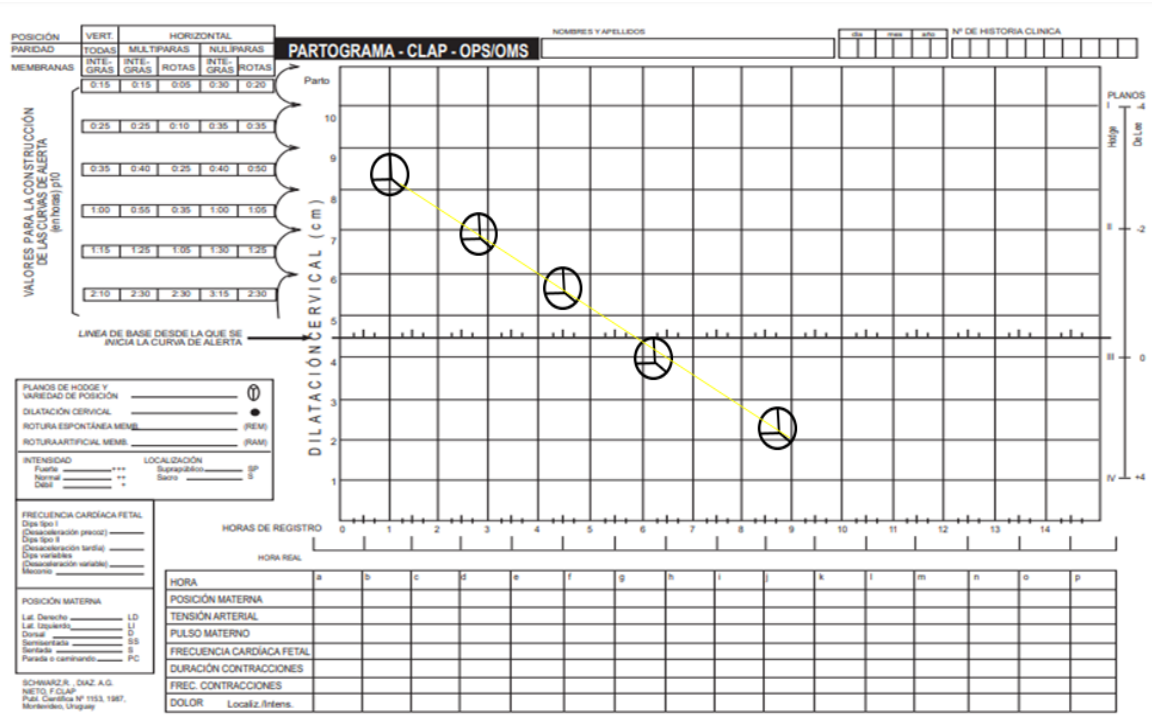 POSICIÓN VERT. HORIZONTAL
PARIDAD TODAS MULTIPARAS NULÍPARAS
MEMBRANAS INTE-GRAS INTE-GRAS ROTAS INTE-GRAS ROTAS
PARTOGRAMA - CLAP - OPS/OMS
NOMBRES Y APELLIDOS
dia mes año
Nº DE HISTORIA CLINICA
VALORES PARA LA CONSTRUCCIÓN
DE LAS CURVAS DE ALERTA
(en horas) p10
0:15 0:15 0:05 0:30 0:20
0:25 0:25 0:10 0:35 0:35
0:35 0:40 0:25 0:40 0:50
1:00 0:55 0:35 1:00 1:05
1:15 1:25 1:05 1:30 1:25
2:10 2:30 2:30 3:15 2:30
LINEA DE BASE DESDE LA QUE SE
INICIA LA CURVA DE ALERTA
DILATACIÓN CERVICAL (cm)
Parto
10
9
8
7
6
5
4
3
2
1
PLANOS
Hodge De Lee
I -4
II -2
III 0
IV +4
PLANOS DE HODGE Y
VARIEDAD DE POSICIÓN
DILATACIÓN CERVICAL
ROTURA ESPONTÁNEA MEMB. (REM)
ROTURA ARTIFICIAL MEMB. (RAM)
INTENSIDAD LOCALIZACIÓN
Fuerte +++ Suprapúbico SP
Normal ++ Sacro S
Débil +
FRECUENCIA CARDÍACA FETAL
Dips tipo I
(Desaceleración precoz)
Dips tipo II
(Desaceleración tardía)
Dips variables
(Desaceleración variable)
Meconio
HORAS DE REGISTRO 0 1 2 3 4 5 6 7 8 9 10 11 12 13 14
HORA REAL
POSICIÓN MATERNA
Lat. Derecho LD
Lat. Izquierdo LI
Dorsal D
Semisentada SS
Sentada S
Parada o caminando PC
HORA a b c d e f g h i j k l m n o p
POSICIÓN MATERNA
TENSIÓN ARTERIAL
PULSO MATERNO
FRECUENCIA CARDÍACA FETAL
DURACIÓN CONTRACCIONES
FREC. CONTRACCIONES
DOLOR Localiz./Intens.
SCHWARZ,R. , DIAZ. A.G.
NIETO, F.CLAP
Publ. Científica Nº 1153, 1987,
Montevideo, Uruguay